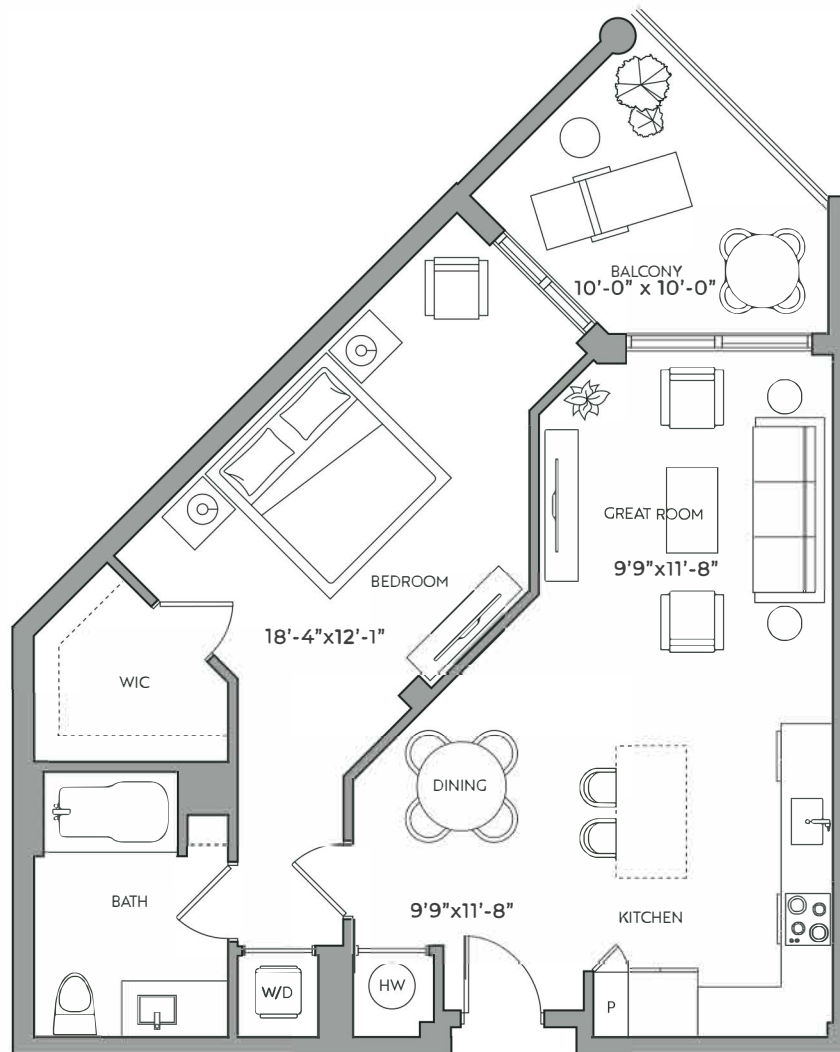 BALCONY
10’-0” x 10’-0”
GREAT ROOM
9’9”x11’-8”
BEDROOM
18’-4”x12’-1”
WIC
DINING
BATH
9’9”x11’-8”
KITCHEN
W/D
HW
P